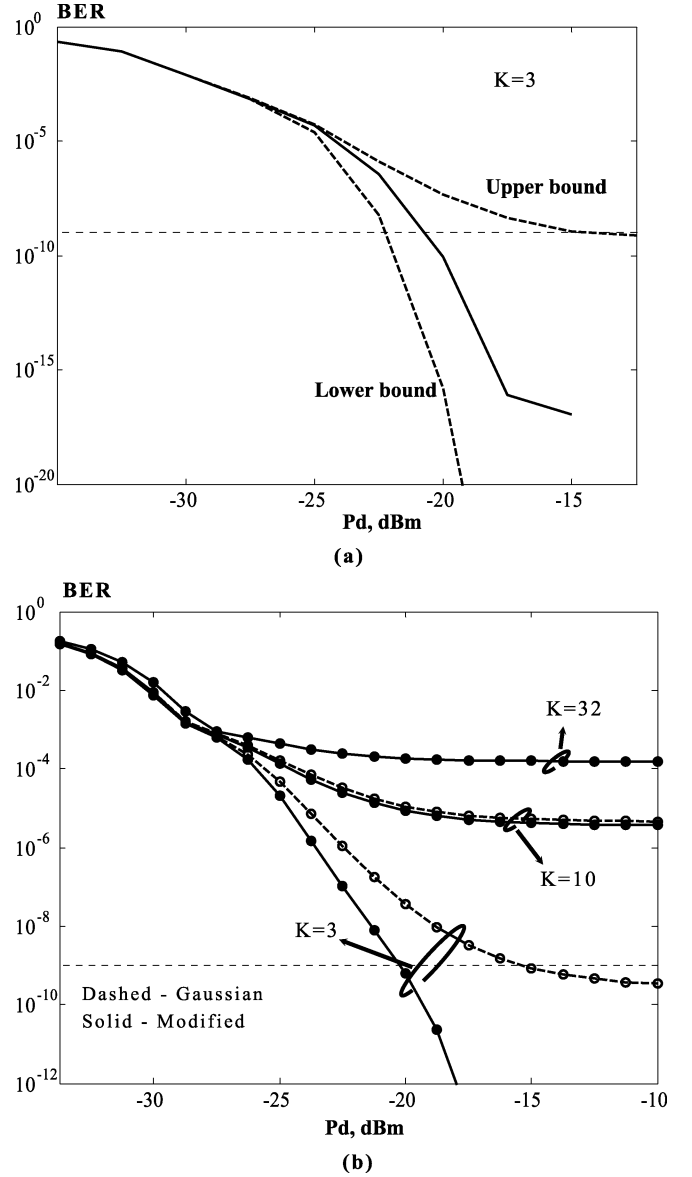 BER
10^0
K=3
10^-5
Upper bound
10^-10
10^-15
Lower bound
10^-20
-30 -25 -20 -15
Pd, dBm
(a)
BER
10^0
10^-2
K=32
10^-4
10^-6
K=10
10^-8
K=3
Dashed - Gaussian
10^-10
Solid - Modified
10^-12
-30 -25 -20 -15 -10
Pd, dBm
(b)